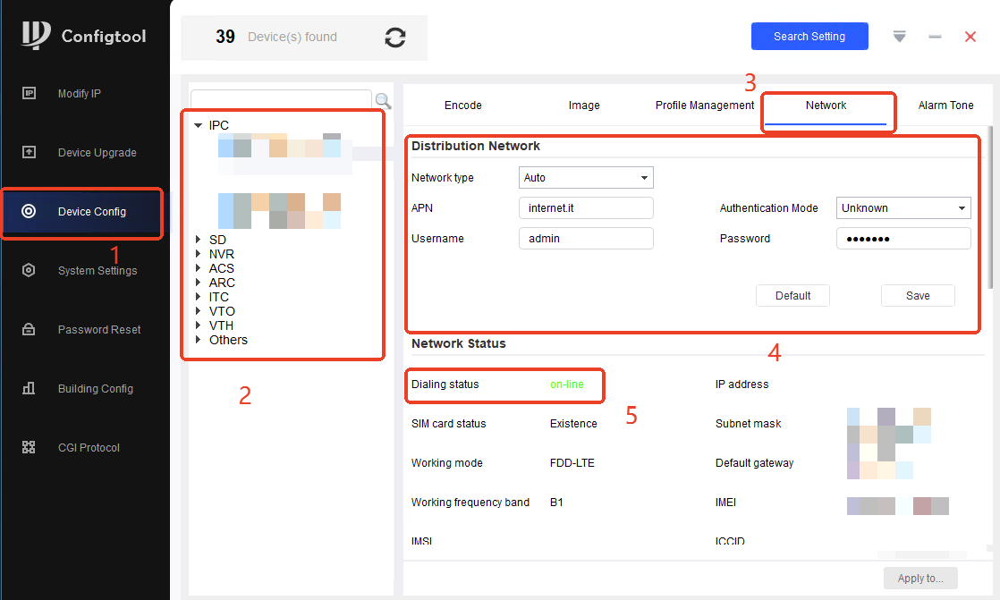 Configtool
39 Device(s) found
Search Setting
Modify IP
Device Upgrade
Device Config
1
System Settings
Password Reset
Building Config
CGI Protocol
IPC
SD
NVR
ACS
ARC
ITC
VTO
VTH
Others
2
3
Encode Image Profile Management Network Alarm Tone
Distribution Network
Network type Auto
APN internet.it Authentication Mode Unknown
Username admin Password •••••••
Default Save
Network Status
4
Dialing status on-line IP address
5
SIM card status Existence Subnet mask
Working mode FDD-LTE Default gateway
Working frequency band B1 IMEI
IMSI ICCID
Apply to...